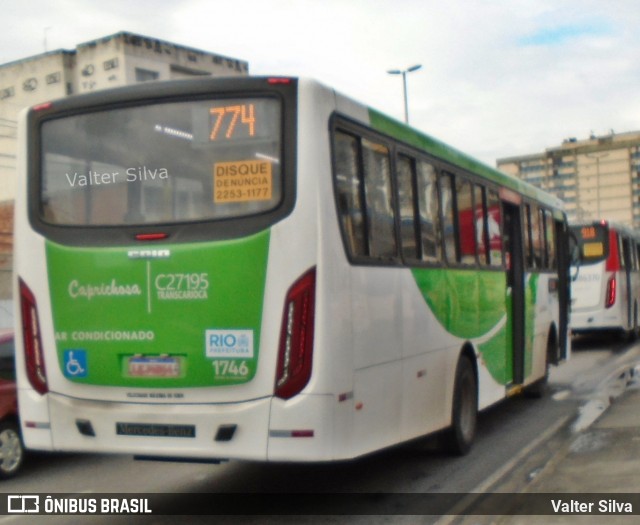 774
DISQUE
DENÚNCIA
2253-1177
Valter Silva
CAIO
Caprichosa
C27195
TRANSCARIOCA
AR CONDICIONADO
RIO
PREFEITURA
1746
Mercedes-Benz
ÔNIBUS BRASIL
Valter Silva